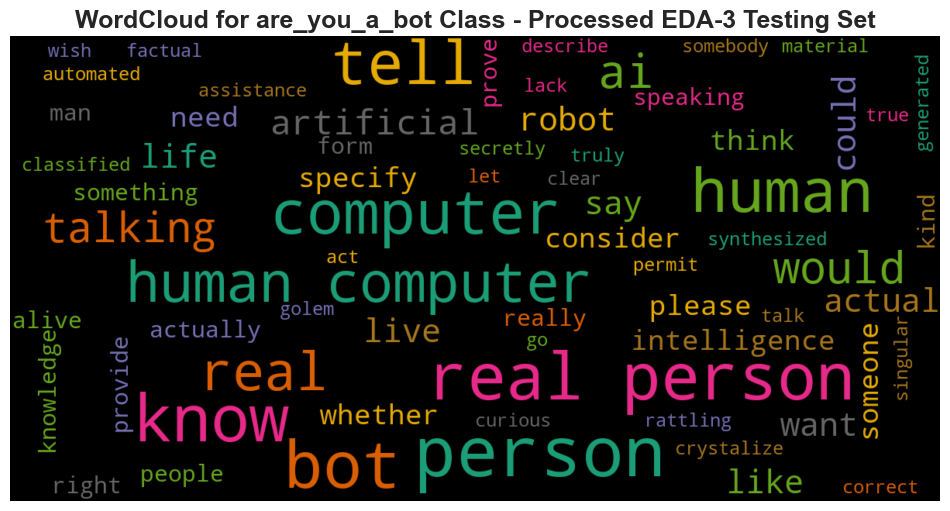 WordCloud for are_you_a_bot Class - Processed EDA-3 Testing Set
wish factual tell prove describe somebody material
automated assistance lack ai speaking could true generated
man need artificial robot think
classified life form secretly truly
something specify let clear say human kind
talking computer consider synthesized would
human computer act permit
alive golem please talk actual
actually live really go intelligence someone singular
knowledge provide real real person
know whether curious rattling want
bot person crystalize
right people like correct